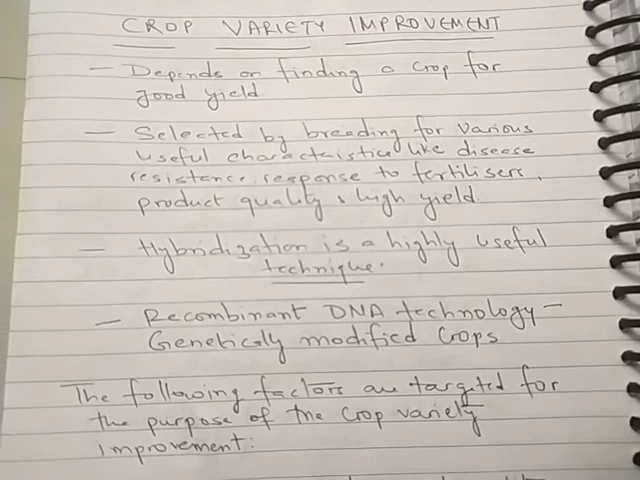 CROP VARIETY IMPROVEMENT
- Depends on finding a crop for
good yield
- Selected by breading for various
useful characteristics like disease
resistance, response to fertilisers,
product quality & high yield.
- Hybridization is a highly useful
technique.
- Recombinant DNA technology -
Genetically modified Crops
The following factors are targeted for
the purpose of the Crop variety
improvement: